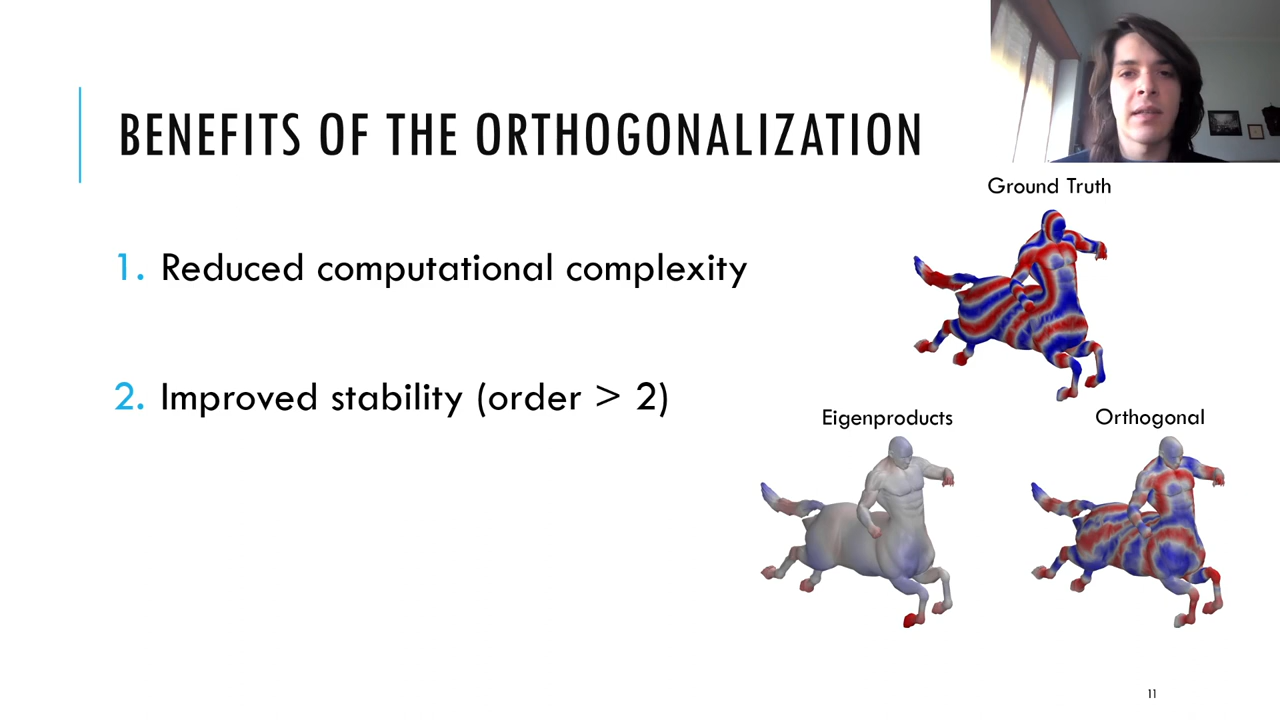 BENEFITS OF THE ORTHOGONALIZATION
1. Reduced computational complexity
2. Improved stability (order > 2)
Ground Truth
Eigenproducts
Orthogonal
11